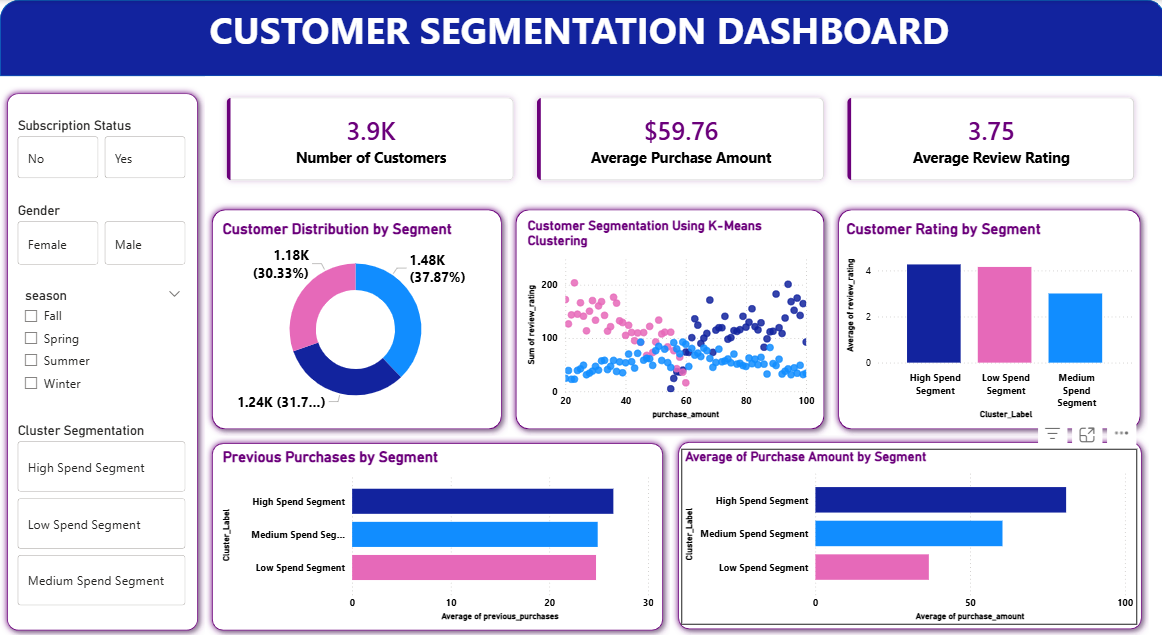 CUSTOMER SEGMENTATION DASHBOARD
Subscription Status
No
Yes
Gender
Female
Male
season
Fall
Spring
Summer
Winter
Cluster Segmentation
High Spend Segment
Low Spend Segment
Medium Spend Segment
3.9K
Number of Customers
$59.76
Average Purchase Amount
3.75
Average Review Rating
Customer Distribution by Segment
1.18K
(30.33%)
1.48K
(37.87%)
1.24K (31.7...)
Customer Segmentation Using K-Means
Clustering
Sum of review_rating
200
100
0
20
40
60
80
100
purchase_amount
Customer Rating by Segment
Average of review_rating
4
2
0
High Spend
Segment
Low Spend
Segment
Medium
Spend
Segment
Cluster_Label
Previous Purchases by Segment
Cluster_Label
High Spend Segment
Medium Spend Seg...
Low Spend Segment
0
10
20
30
Average of previous_purchases
Average of Purchase Amount by Segment
Cluster_Label
High Spend Segment
Medium Spend Segment
Low Spend Segment
0
50
100
Average of purchase_amount